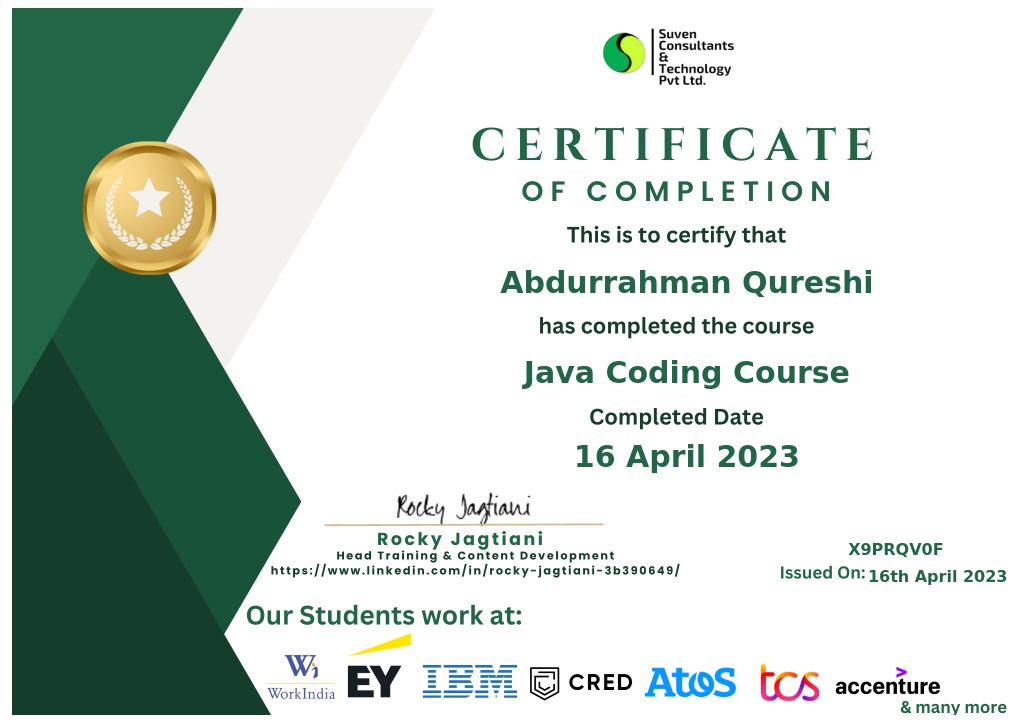 Suven
Consultants
&
Technology
Pvt Ltd.
CERTIFICATE
OF COMPLETION
This is to certify that
Abdurrahman Qureshi
has completed the course
Java Coding Course
Completed Date
16 April 2023
Rocky Jagtiani
Rocky Jagtiani
Head Training & Content Development
https://www.linkedin.com/in/rocky-jagtiani-3b390649/
X9PRQV0F
Issued On: 16th April 2023
Our Students work at:
Wi
WorkIndia
EY
IBM
CRED
Atos
tcs
accenture
& many more